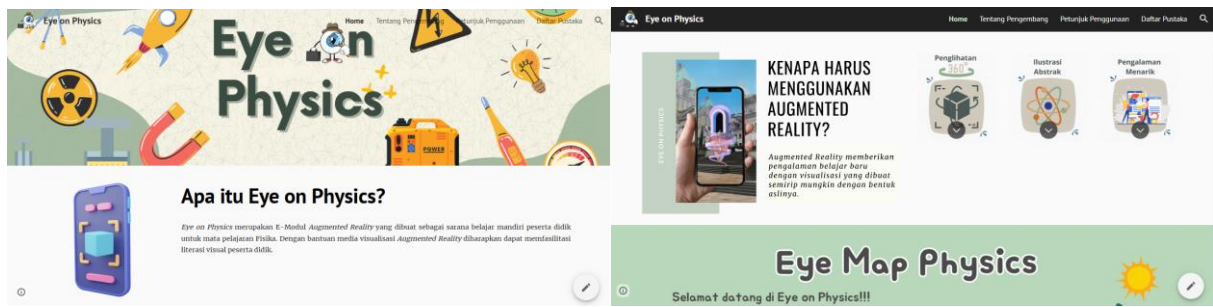 Eye on Physics
Home Tentang Pengembang Petunjuk Penggunaan Daftar Pustaka
Eye on
Physics
POWER
Apa itu Eye on Physics?
Eye on Physics merupakan E-Modul Augmented Reality yang dibuat sebagai sarana belajar mandiri peserta didik
untuk mata pelajaran Fisika. Dengan bantuan media visualisasi Augmented Reality diharapkan dapat memfasilitasi
literasi visual peserta didik.
Eye on Physics
Home Tentang Pengembang Petunjuk Penggunaan Daftar Pustaka
EYE ON PHYSICS
KENAPA HARUS
MENGGUNAKAN
AUGMENTED
REALITY?
Augmented Reality memberikan
pengalaman belajar baru
dengan visualisasi yang dibuat
semirip mungkin dengan bentuk
aslinya.
Penglihatan
360°
Ilustrasi
Abstrak
Pengalaman
Menarik
Eye Map Physics
Selamat datang di Eye on Physics!!!